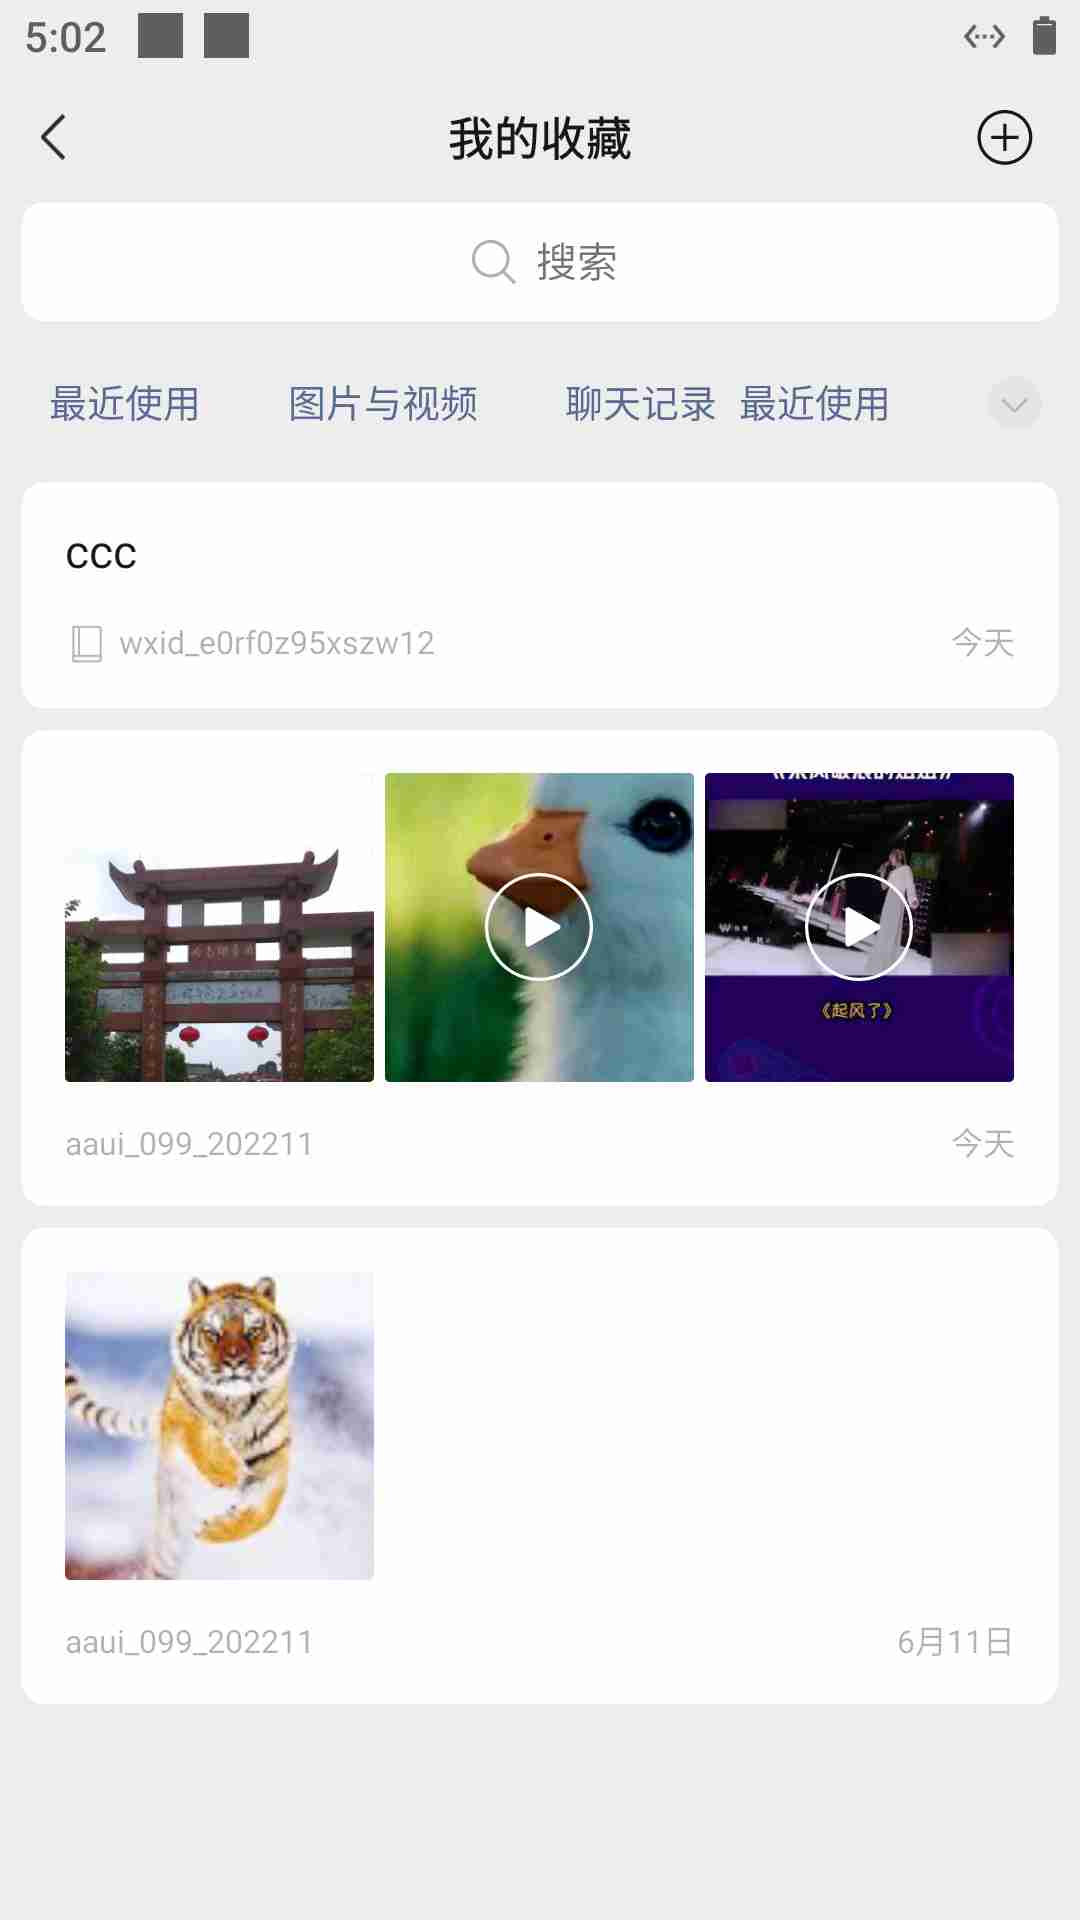 5:02
我的收藏
搜索
最近使用 图片与视频 聊天记录 最近使用
ccc
wxid_e0rf0z95xszw12 今天
《起风了》
aaui_099_202211 今天
aaui_099_202211 6月11日